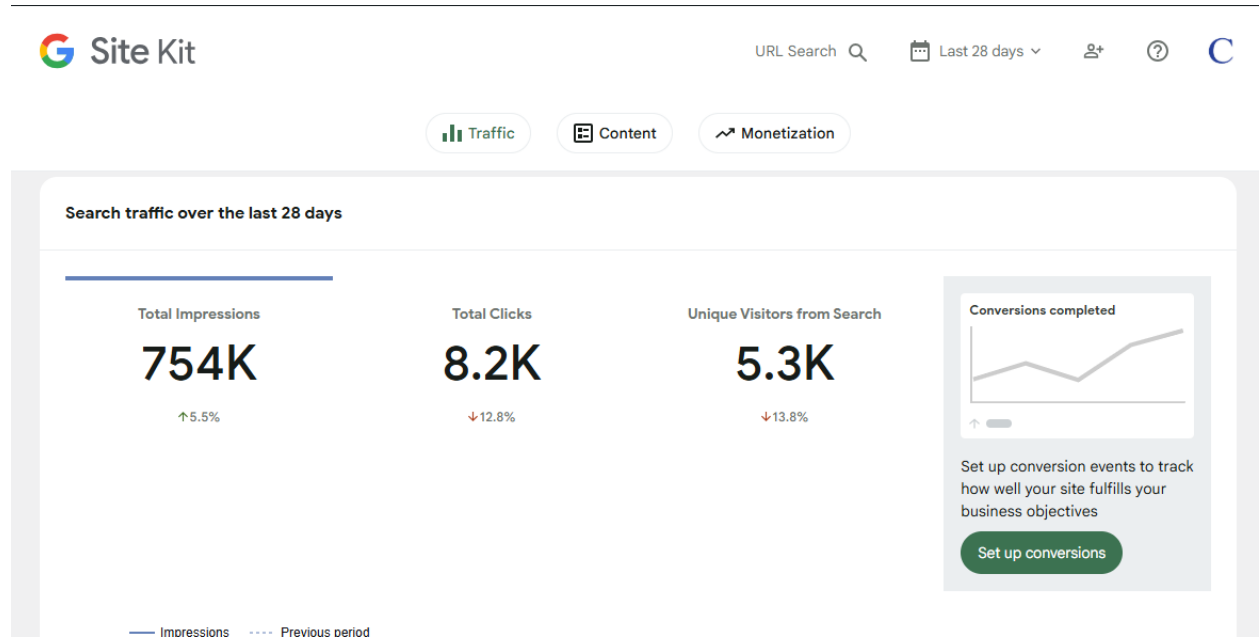 Site Kit
URL Search
Last 28 days
Traffic
Content
Monetization
Search traffic over the last 28 days
Total Impressions
754K
↑5.5%
Total Clicks
8.2K
↓12.8%
Unique Visitors from Search
5.3K
↓13.8%
Conversions completed
Set up conversion events to track
how well your site fulfills your
business objectives
Set up conversions
Impressions
Previous period